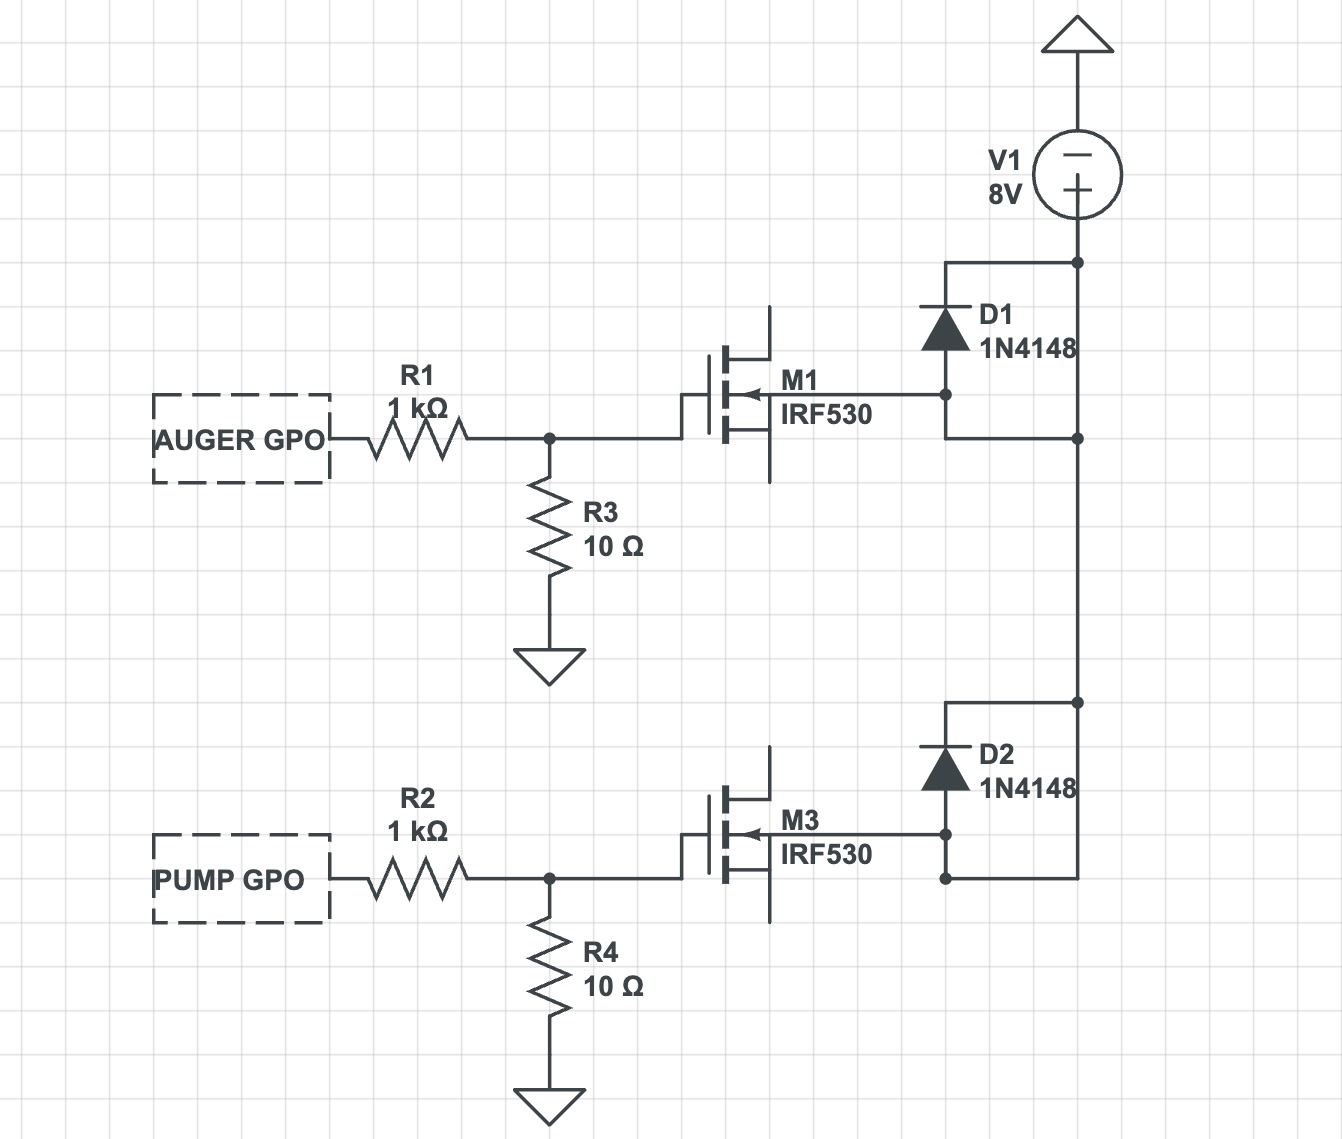 V1
8V
D1
1N4148
R1
1 kΩ
M1
IRF530
AUGER GPO
R3
10 Ω
D2
1N4148
R2
1 kΩ
M3
IRF530
PUMP GPO
R4
10 Ω